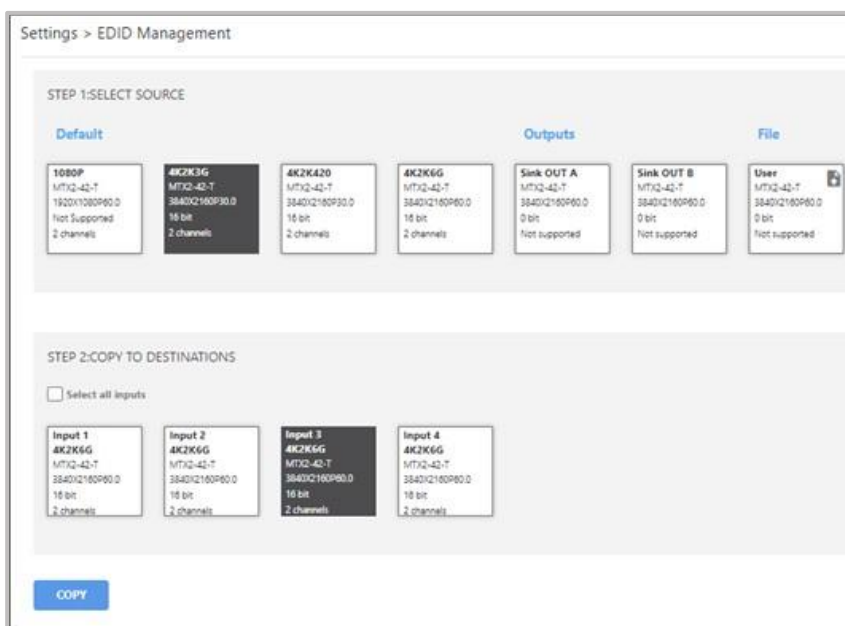 Settings > EDID Management
STEP 1:SELECT SOURCE
Default
Outputs
File
1080P
MTX2-42-T
1920X1080P60.0
Not Supported
2 channels
4K2K3G
MTX2-42-T
3840X2160P30.0
16 bit
2 channels
4K2K420
MTX2-42-T
3840X2160P30.0
16 bit
2 channels
4K2K6G
MTX2-42-T
3840X2160P60.0
16 bit
2 channels
Sink OUT A
MTX2-42-T
3840X2160P60.0
0 bit
Not supported
Sink OUT B
MTX2-42-T
3840X2160P60.0
0 bit
Not supported
User
MTX2-42-T
3840X2160P60.0
0 bit
Not supported
STEP 2:COPY TO DESTINATIONS
Select all inputs
Input 1
4K2K6G
MTX2-42-T
3840X2160P60.0
16 bit
2 channels
Input 2
4K2K6G
MTX2-42-T
3840X2160P60.0
16 bit
2 channels
Input 3
4K2K6G
MTX2-42-T
3840X2160P60.0
16 bit
2 channels
Input 4
4K2K6G
MTX2-42-T
3840X2160P60.0
16 bit
2 channels
COPY